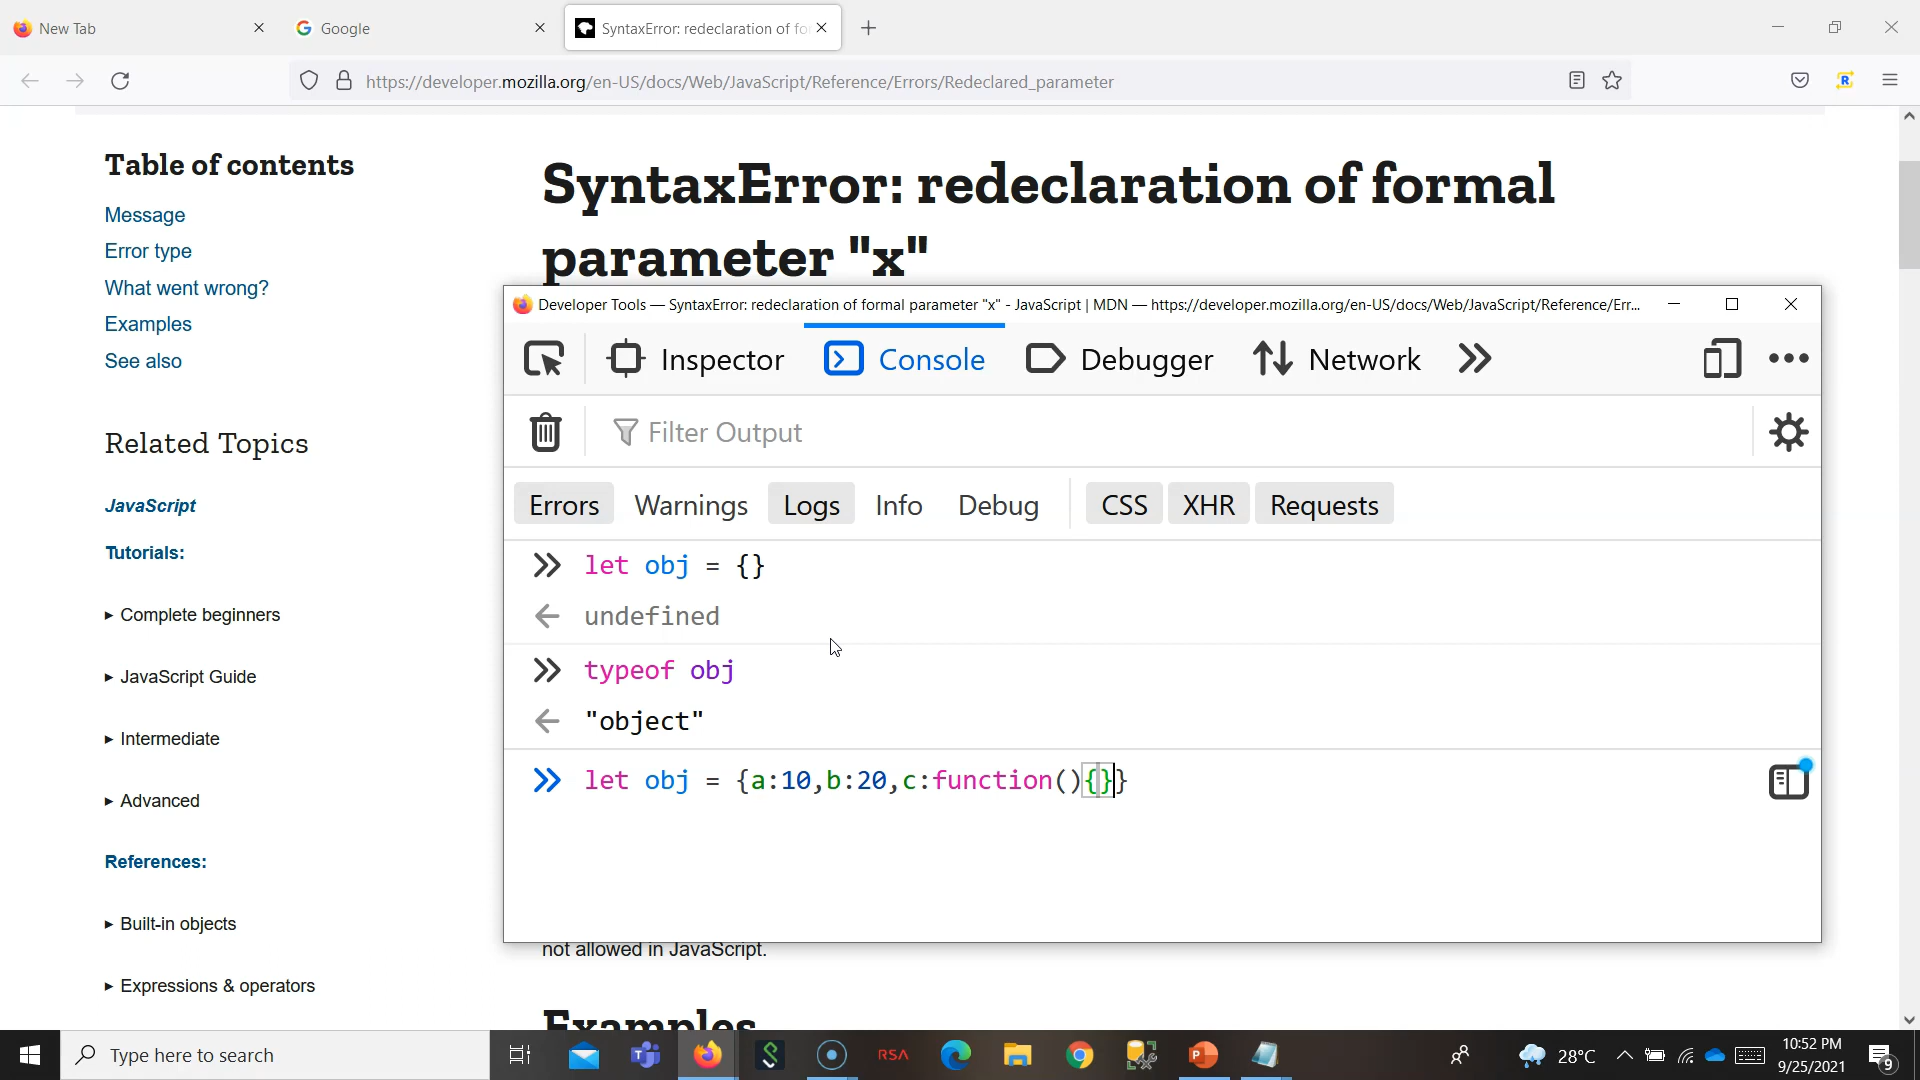 New Tab
Google
SyntaxError: redeclaration of fo
https://developer.mozilla.org/en-US/docs/Web/JavaScript/Reference/Errors/Redeclared_parameter
Table of contents
Message
Error type
What went wrong?
Examples
See also
Related Topics
JavaScript
Tutorials:
Complete beginners
JavaScript Guide
Intermediate
Advanced
References:
Built-in objects
Expressions & operators
SyntaxError: redeclaration of formal
parameter "x"
Developer Tools — SyntaxError: redeclaration of formal parameter "x" - JavaScript | MDN — https://developer.mozilla.org/en-US/docs/Web/JavaScript/Reference/Err...
Inspector Console Debugger Network
Filter Output
Errors Warnings Logs Info Debug CSS XHR Requests
let obj = {}
undefined
typeof obj
"object"
let obj = {a:10,b:20,c:function(){}}
not allowed in JavaScript.
Examples
Type here to search
RSA
28°C
10:52 PM
9/25/2021
9